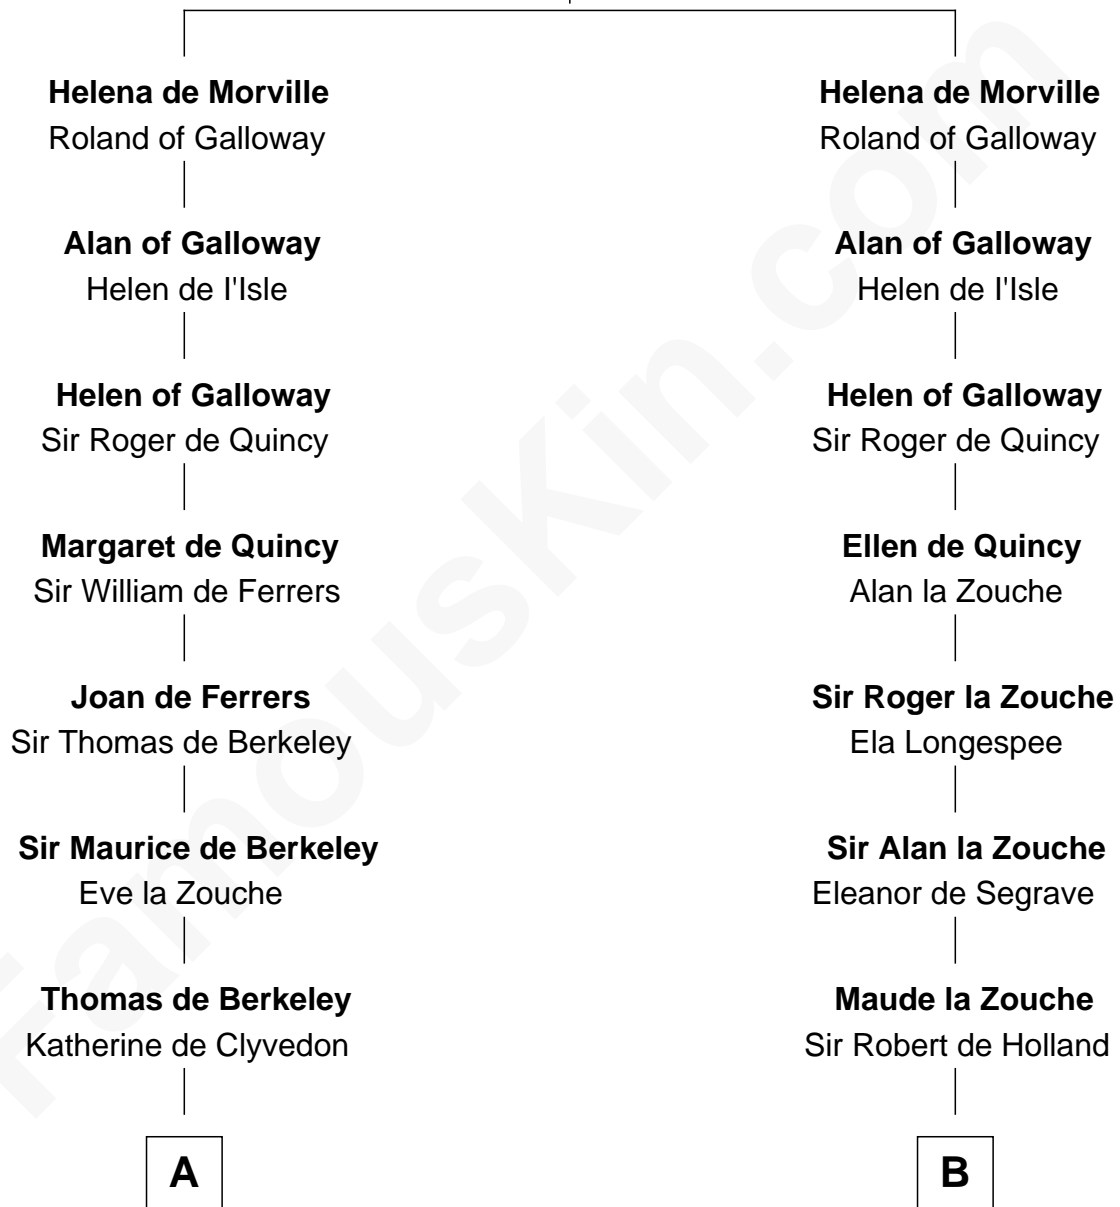 Helena de Morville
Roland of Galloway
Alan of Galloway
Helen de I'Isle
Helen of Galloway
Sir Roger de Quincy
Margaret de Quincy
Sir William de Ferrers
Joan de Ferrers
Sir Thomas de Berkeley
Sir Maurice de Berkeley
Eve la Zouche
Thomas de Berkeley
Katherine de Clyvedon
A
Helena de Morville
Roland of Galloway
Alan of Galloway
Helen de I'Isle
Helen of Galloway
Sir Roger de Quincy
Ellen de Quincy
Alan la Zouche
Sir Roger la Zouche
Ela Longespee
Sir Alan la Zouche
Eleanor de Segrave
Maude la Zouche
Sir Robert de Holland
B
FamousKin.com